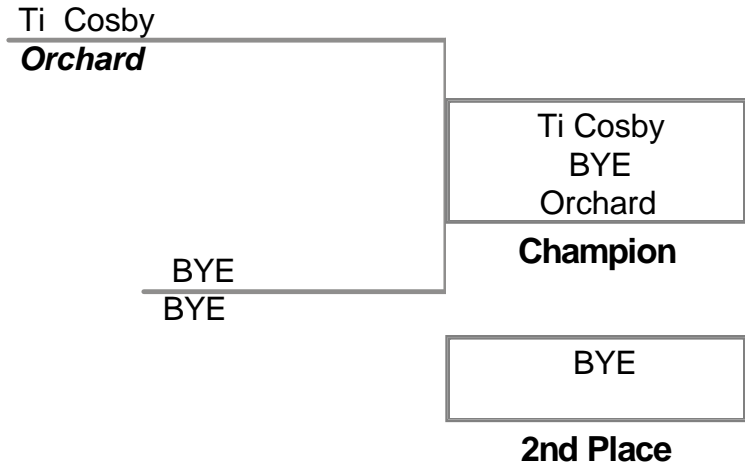 Ti Cosby
Orchard
Ti Cosby
BYE
Orchard
Champion
BYE
BYE
BYE
2nd Place